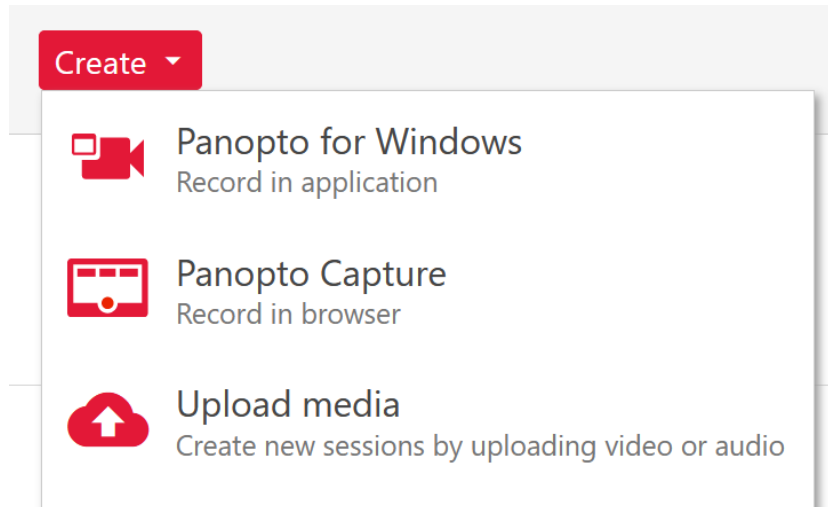 Create
Panopto for Windows
Record in application
Panopto Capture
Record in browser
Upload media
Create new sessions by uploading video or audio